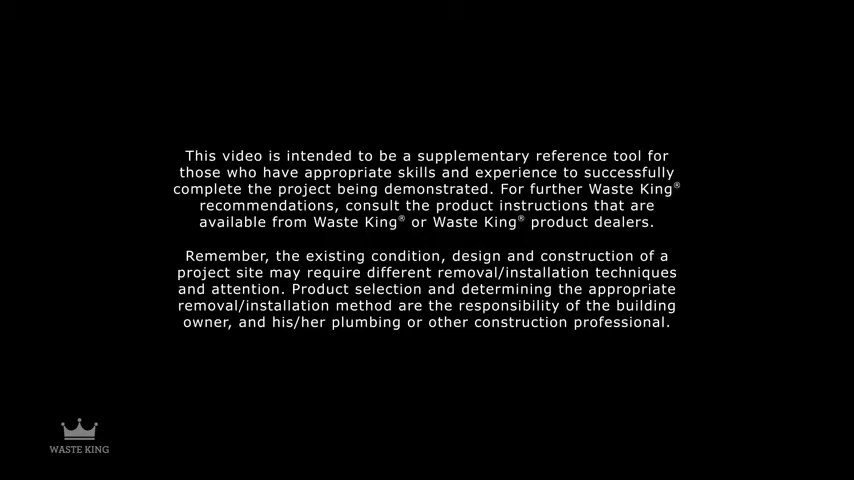 This video is intended to be a supplementary reference tool for
those who have appropriate skills and experience to successfully
complete the project being demonstrated. For further Waste King®
recommendations, consult the product instructions that are
available from Waste King® or Waste King® product dealers.
Remember, the existing condition, design and construction of a
project site may require different removal/installation techniques
and attention. Product selection and determining the appropriate
removal/installation method are the responsibility of the building
owner, and his/her plumbing or other construction professional.
WASTE KING